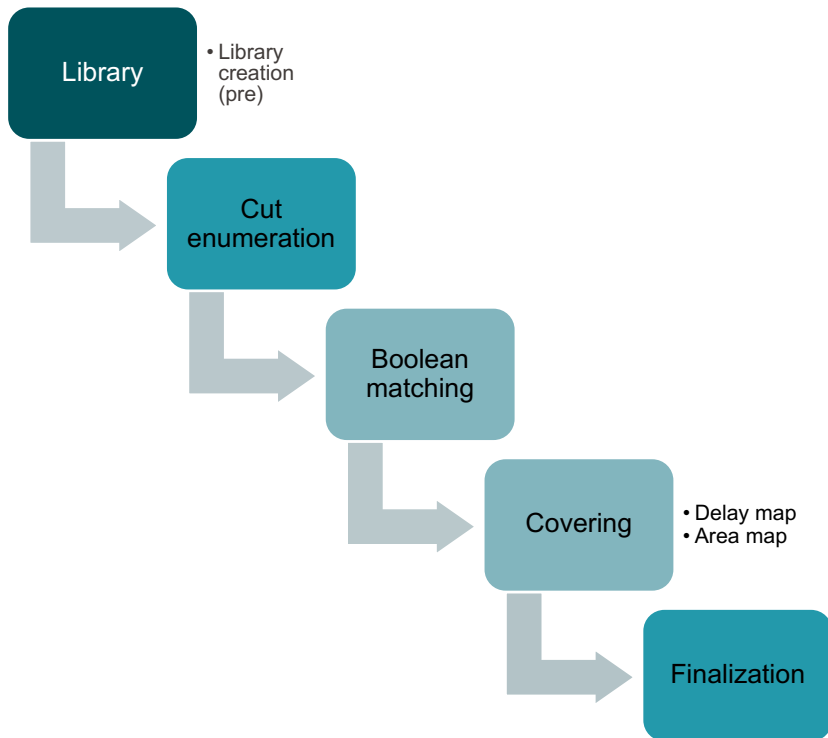 Library
• Library
creation
(pre)
Cut
enumeration
Boolean
matching
Covering
• Delay map
• Area map
Finalization